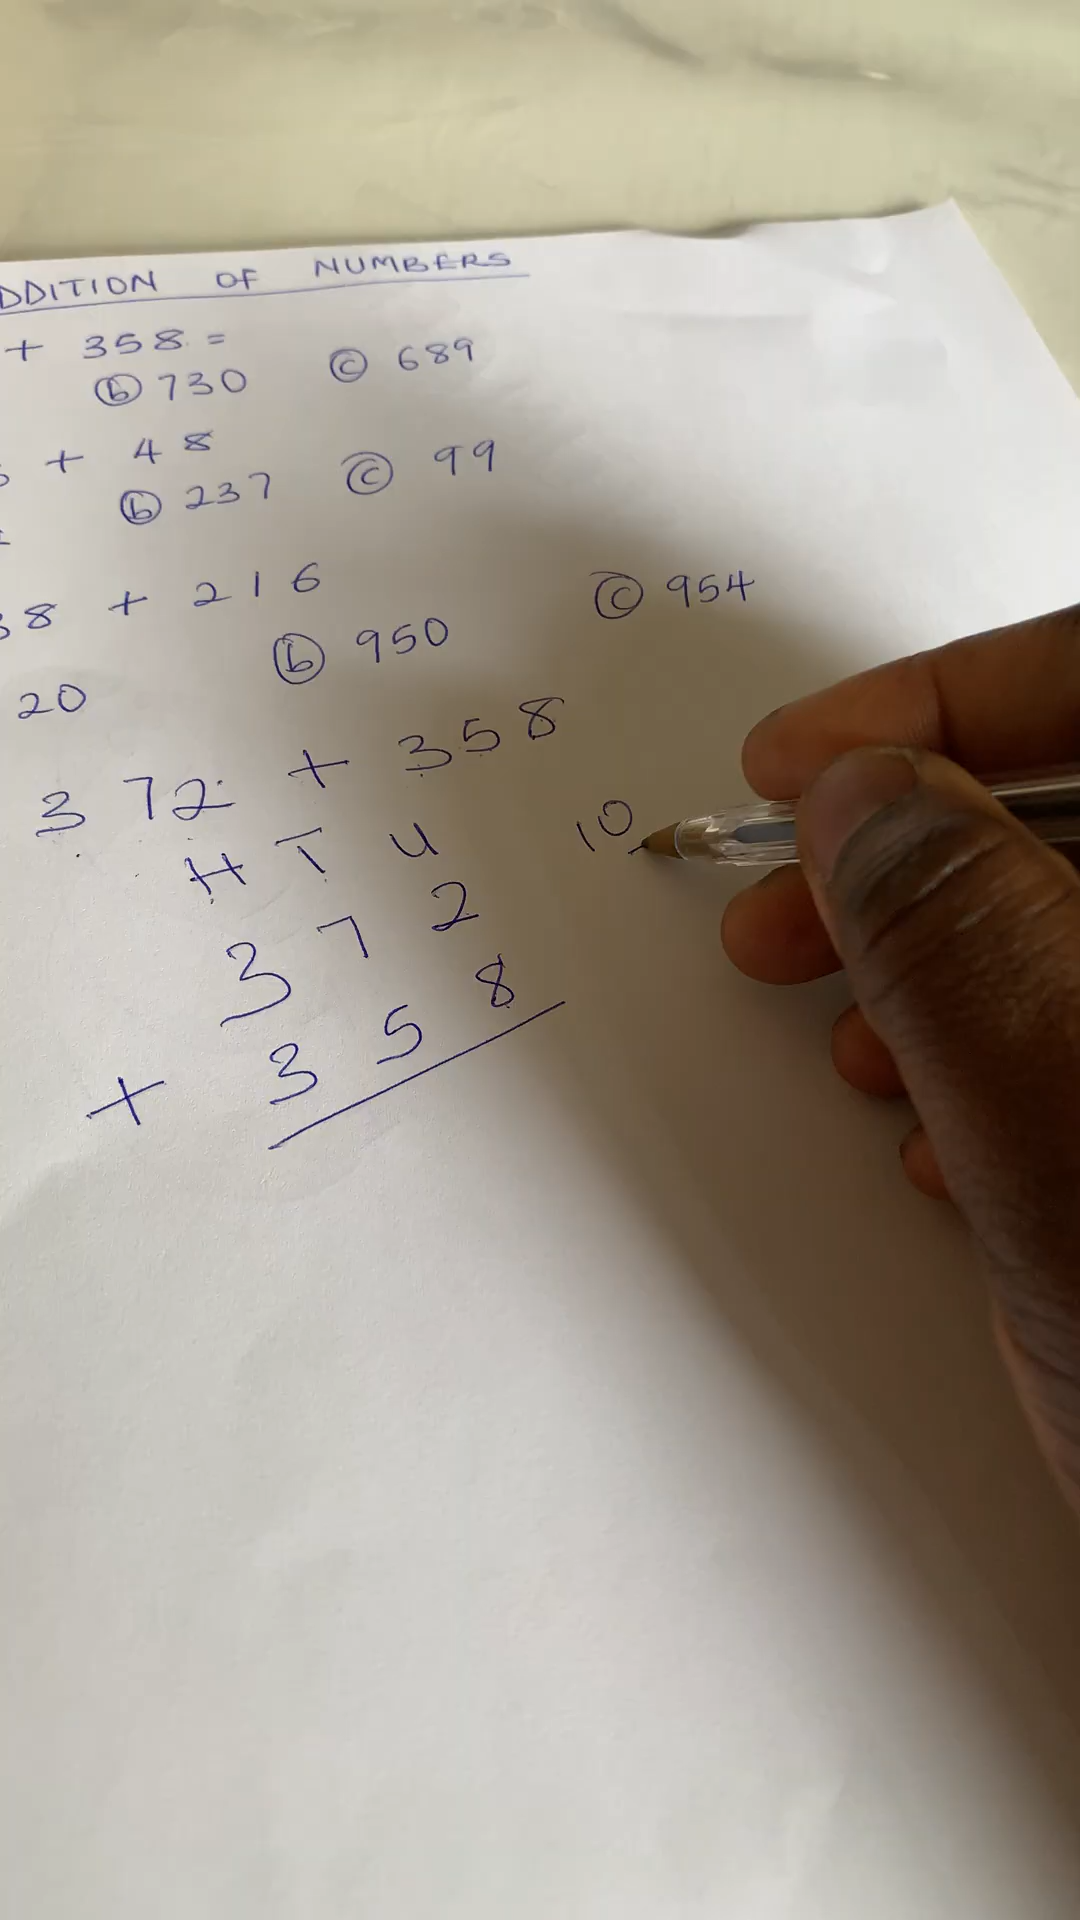 DDITION OF NUMBERS
+ 358 =
ⓑ 730 ⓒ 689
+ 48
ⓑ 237 ⓒ 99
38 + 216
20 ⓑ 950 ⓒ 954
372 + 358
H T U 10
3 7 2
+ 3 5 8